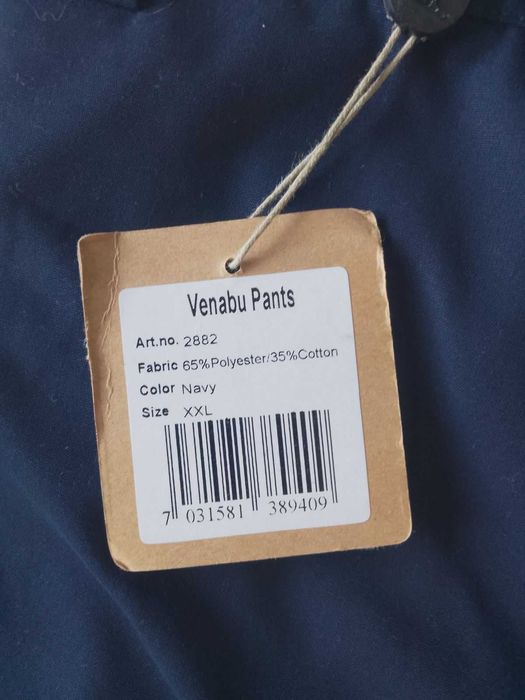 Venabu Pants
Art.no. 2882
Fabric 65%Polyester/35%Cotton
Color Navy
Size XXL
7 031581 389409